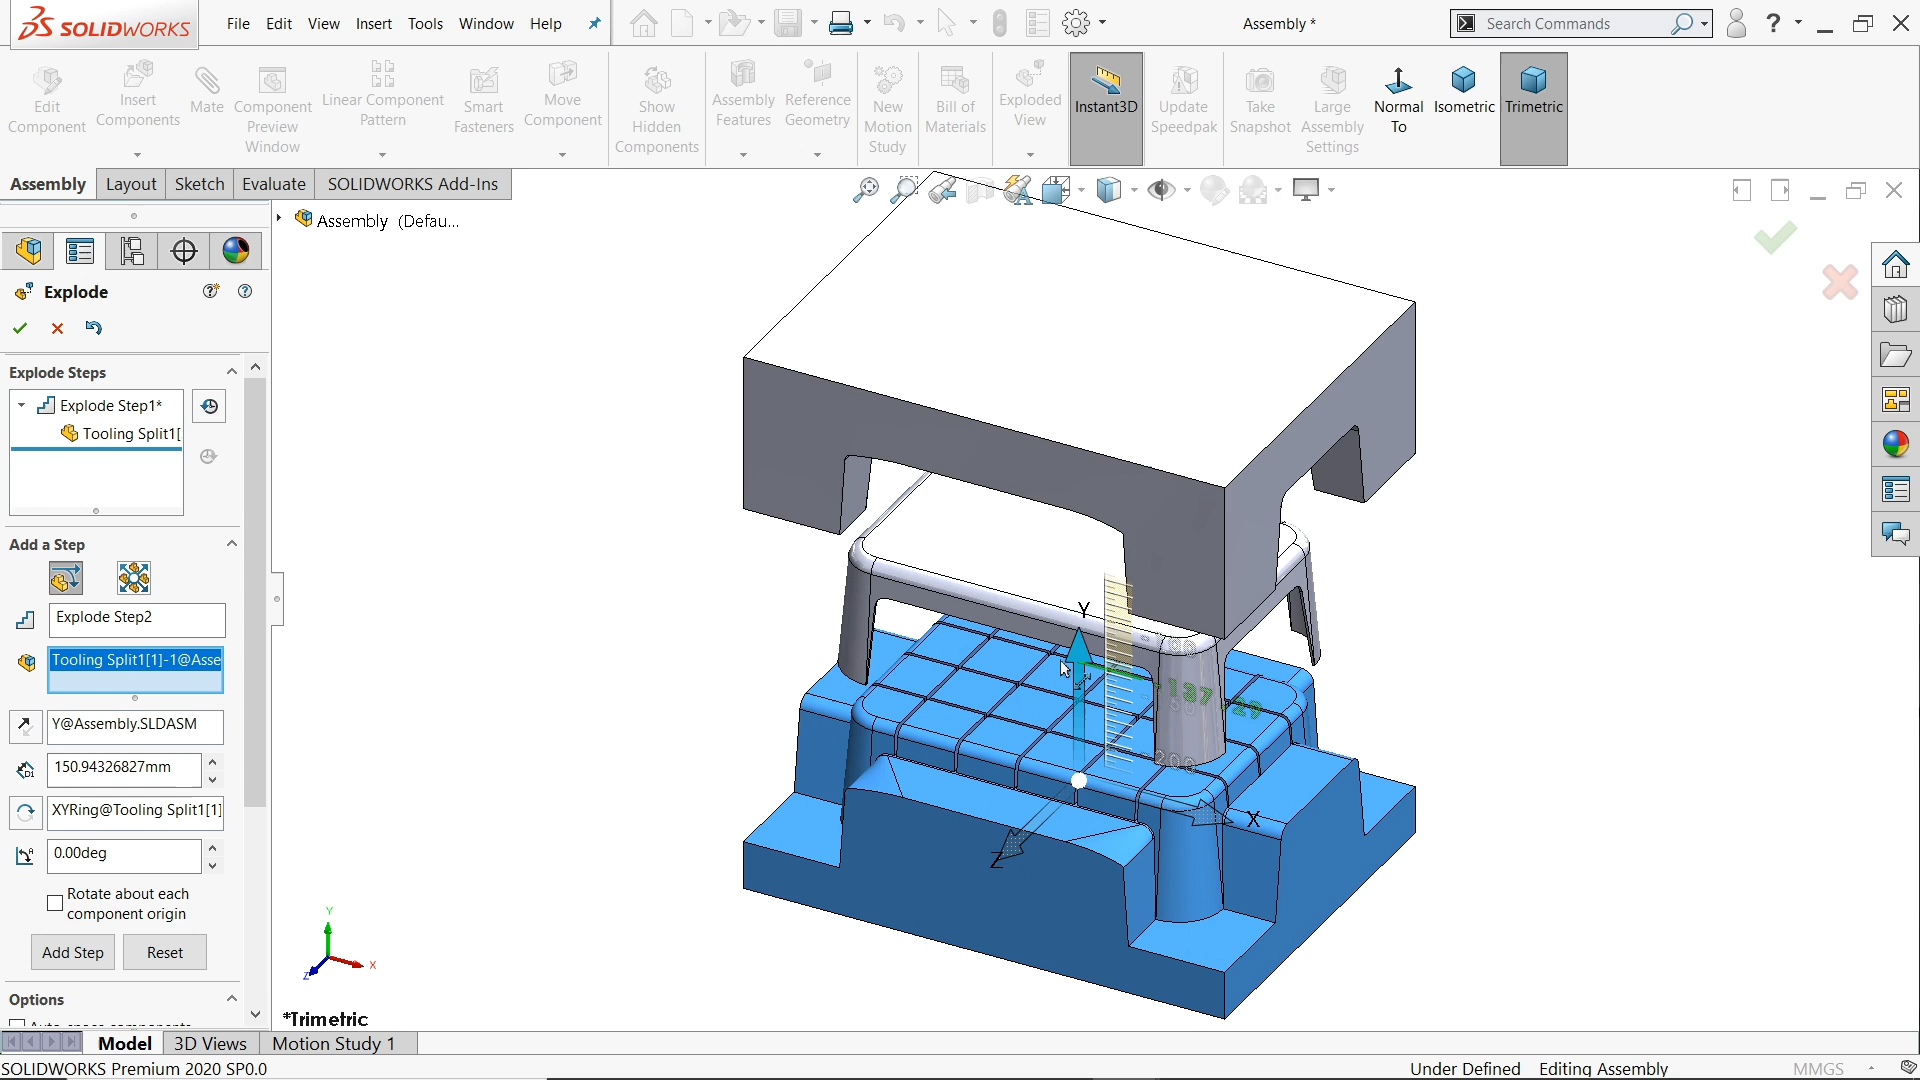 SOLIDWORKS
File Edit View Insert Tools Window Help
Assembly *
Search Commands
?
Edit Component
Insert Components
Mate
Component Preview Window
Linear Component Pattern
Smart Fasteners
Move Component
Show Hidden Components
Assembly Features
Reference Geometry
New Motion Study
Bill of Materials
Exploded View
Instant3D
Update Speedpak
Take Snapshot
Large Assembly Settings
Normal To
Isometric
Trimetric
Assembly Layout Sketch Evaluate SOLIDWORKS Add-Ins
Assembly (Defau...
Explode
Explode Steps
Explode Step1*
Tooling Split1[
Add a Step
Explode Step2
Tooling Split1[1]-1@Asse
Y@Assembly.SLDASM
150.94326827mm
XYRing@Tooling Split1[1]
0.00deg
Rotate about each
component origin
Add Step Reset
Options
Y
X
Z
Y
X
Z
*Trimetric
Model 3D Views Motion Study 1
SOLIDWORKS Premium 2020 SP0.0
Under Defined Editing Assembly MMGS